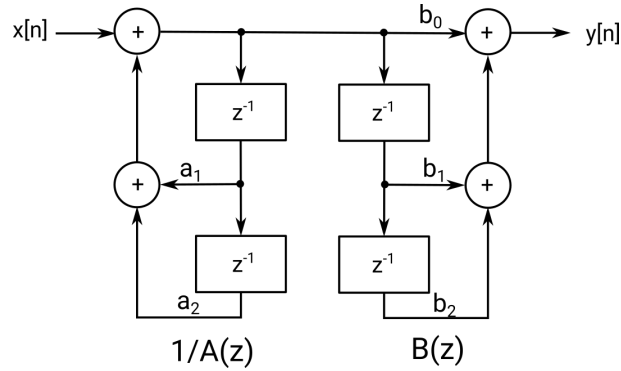 x[n] + b₀ + y[n]
z⁻¹ z⁻¹
+ a₁ b₁ +
z⁻¹ z⁻¹
a₂ b₂
1/A(z) B(z)